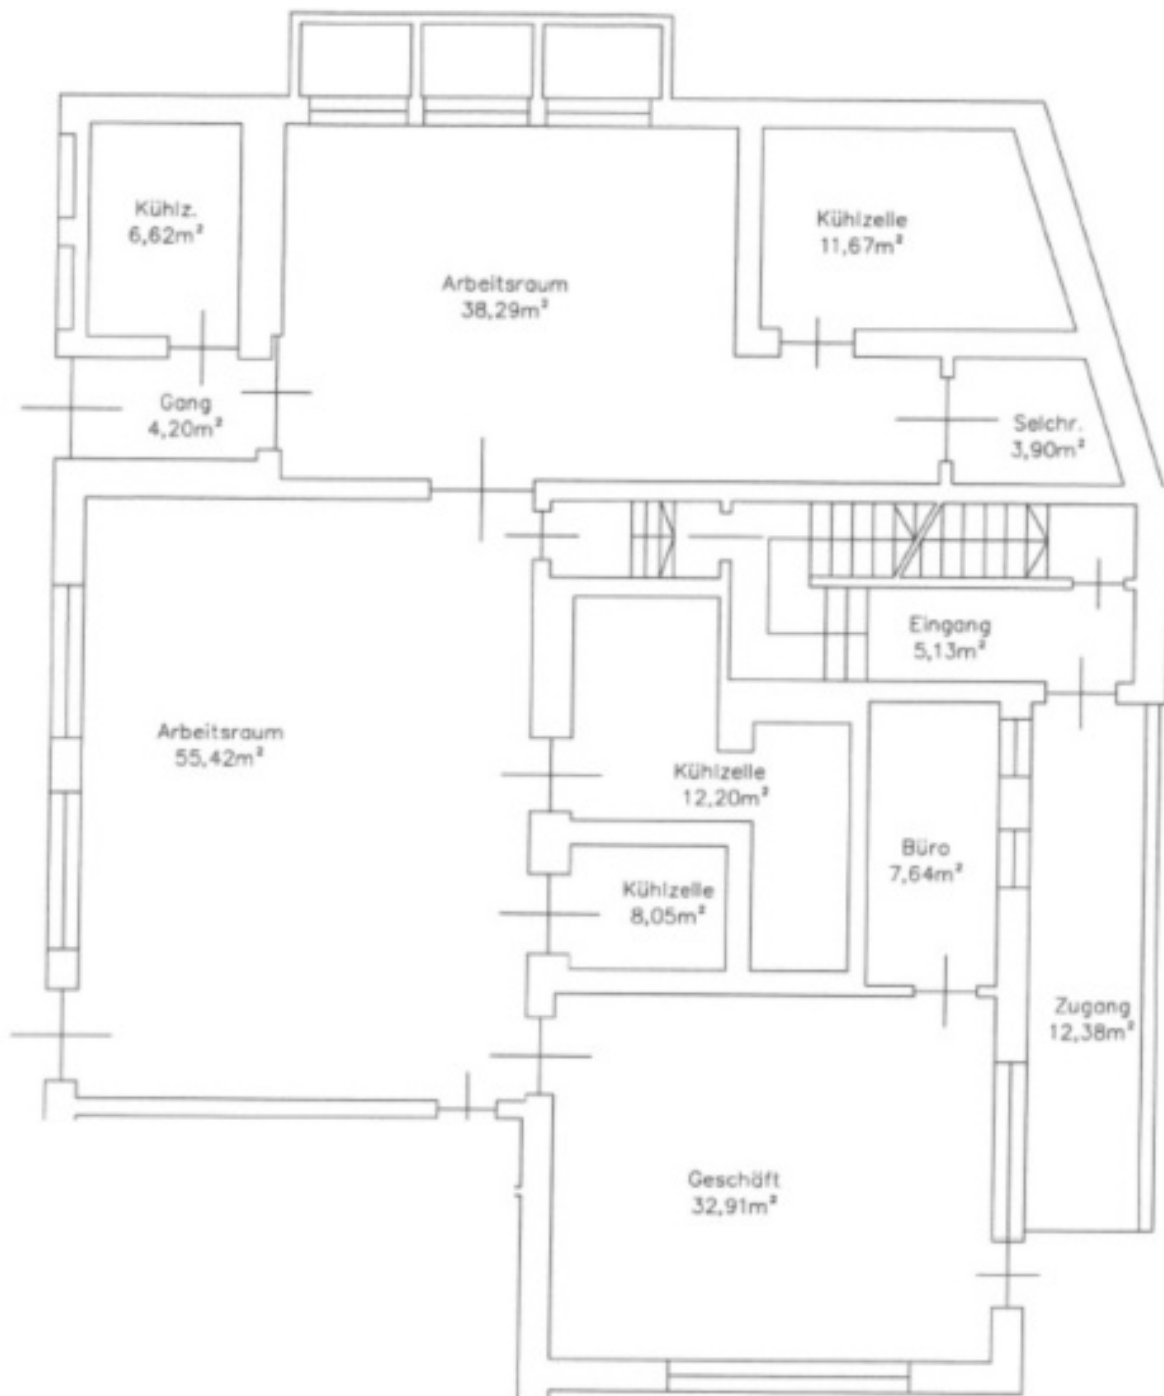 Kühlz.
6,62m²
Kühlzelle
11,67m²
Arbeitsraum
38,29m²
Gang
4,20m²
Selchr.
3,90m²
Eingang
5,13m²
Arbeitsraum
55,42m²
Kühlzelle
12,20m²
Büro
7,64m²
Kühlzelle
8,05m²
Zugang
12,38m²
Geschäft
32,91m²